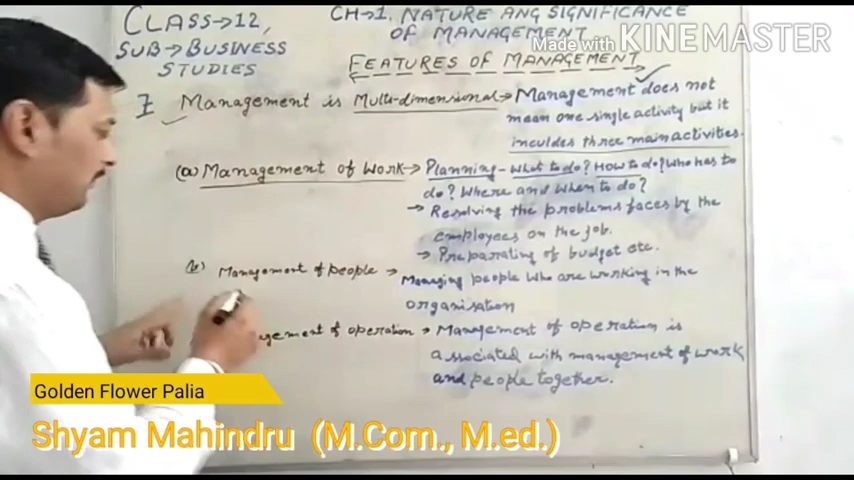 CLASS→12,
SUB→BUSINESS
STUDIES
CH→1. NATURE ANG SIGNIFICANCE
OF MANAGEMENT
Made with KINEMASTER
FEATURES OF MANAGEMENT
I Management is Multi-dimensional→ Management does not
mean one single activity but it
inculdes three main activities.
(a) Management of work→ Planning - What to do? How to do? Who has to
do? Where and when to do?
→ Resolving the problems faces by the
employees on the job.
→ Preparating of budget etc.
(b) Management of people → Managing people who are working in the
organisation
agement of operation → Management of operation is
associated with management of work
and people together.
Golden Flower Palia
Shyam Mahindru (M.Com., M.ed.)